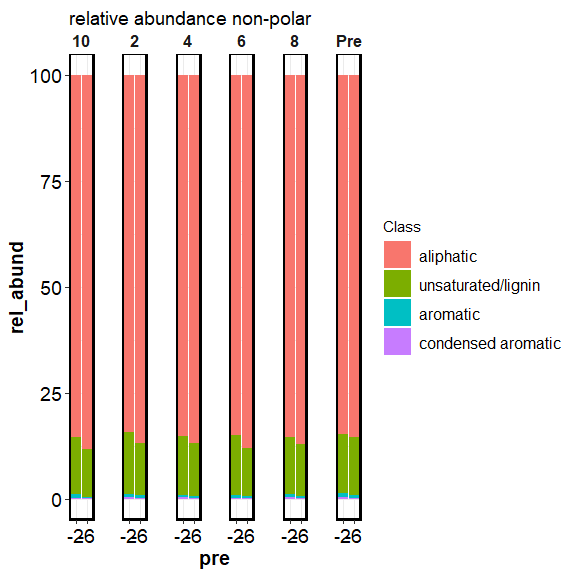 relative abundance non-polar
10 2 4 6 8 Pre
100
75
50
25
0
rel_abund
-26 -26 -26 -26 -26 -26
pre
Class
aliphatic
unsaturated/lignin
aromatic
condensed aromatic